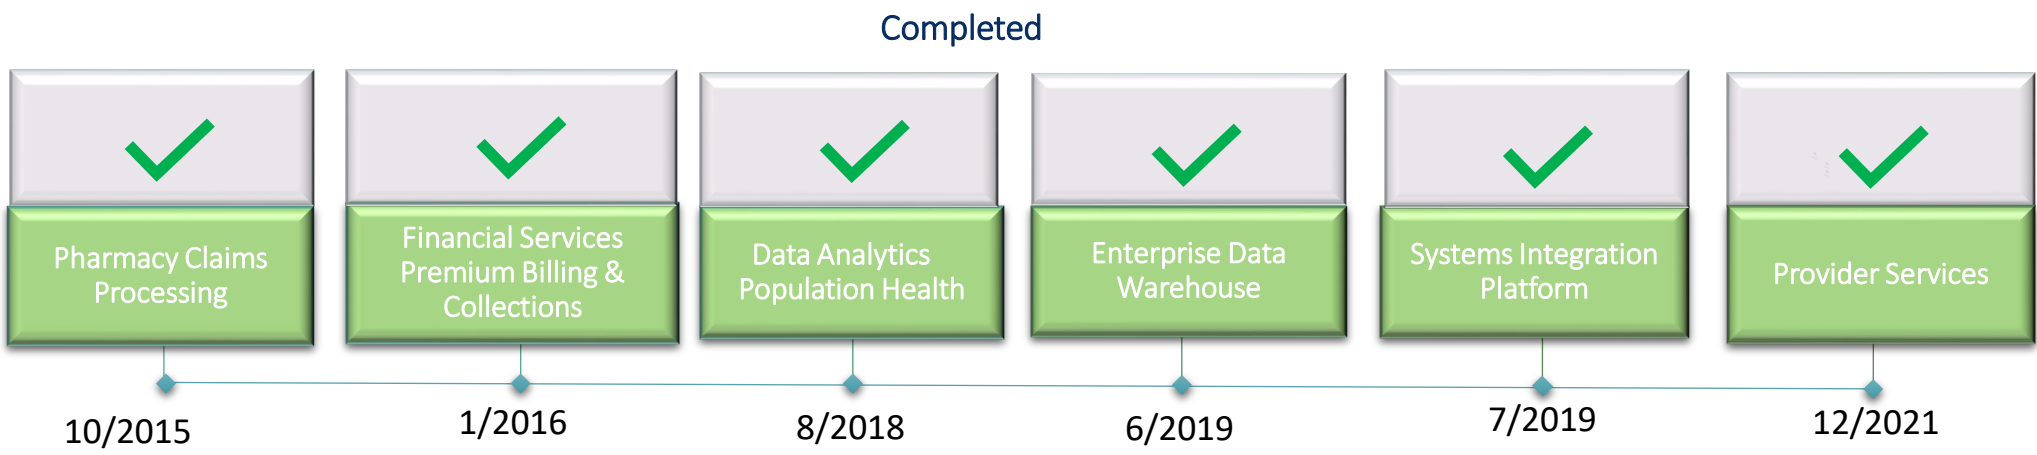 Completed
Pharmacy Claims
Processing
Financial Services
Premium Billing &
Collections
Data Analytics
Population Health
Enterprise Data
Warehouse
Systems Integration
Platform
Provider Services
10/2015
1/2016
8/2018
6/2019
7/2019
12/2021